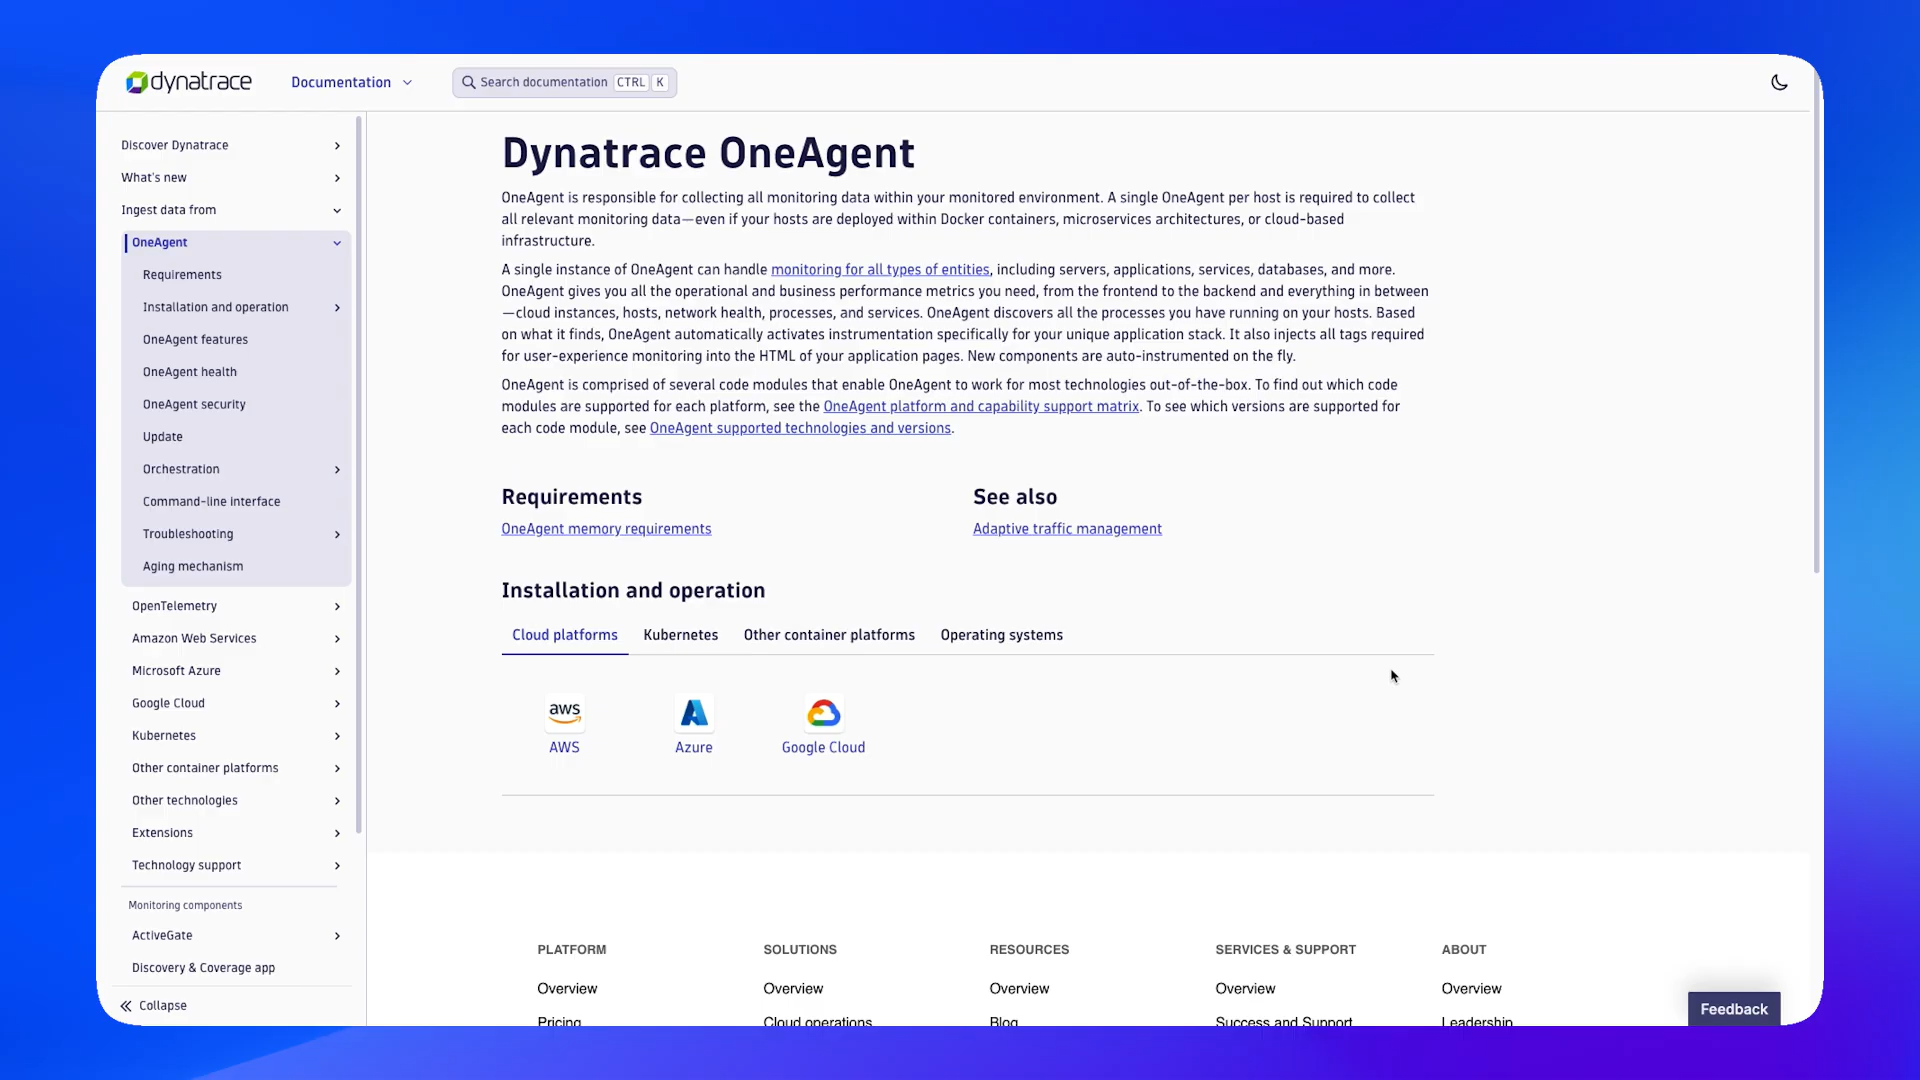 dynatrace
Documentation
Search documentation CTRL K
Discover Dynatrace
What's new
Ingest data from
OneAgent
Requirements
Installation and operation
OneAgent features
OneAgent health
OneAgent security
Update
Orchestration
Command-line interface
Troubleshooting
Aging mechanism
OpenTelemetry
Amazon Web Services
Microsoft Azure
Google Cloud
Kubernetes
Other container platforms
Other technologies
Extensions
Technology support
Monitoring components
ActiveGate
Discovery & Coverage app
Collapse
Dynatrace OneAgent
OneAgent is responsible for collecting all monitoring data within your monitored environment. A single OneAgent per host is required to collect
all relevant monitoring data—even if your hosts are deployed within Docker containers, microservices architectures, or cloud-based
infrastructure.
A single instance of OneAgent can handle monitoring for all types of entities, including servers, applications, services, databases, and more.
OneAgent gives you all the operational and business performance metrics you need, from the frontend to the backend and everything in between
—cloud instances, hosts, network health, processes, and services. OneAgent discovers all the processes you have running on your hosts. Based
on what it finds, OneAgent automatically activates instrumentation specifically for your unique application stack. It also injects all tags required
for user-experience monitoring into the HTML of your application pages. New components are auto-instrumented on the fly.
OneAgent is comprised of several code modules that enable OneAgent to work for most technologies out-of-the-box. To find out which code
modules are supported for each platform, see the OneAgent platform and capability support matrix. To see which versions are supported for
each code module, see OneAgent supported technologies and versions.
Requirements
OneAgent memory requirements
See also
Adaptive traffic management
Installation and operation
Cloud platforms Kubernetes Other container platforms Operating systems
aws
AWS Azure Google Cloud
PLATFORM SOLUTIONS RESOURCES SERVICES & SUPPORT ABOUT
Overview Overview Overview Overview Overview
Pricing Cloud operations Blog Success and Support Leadership
Feedback